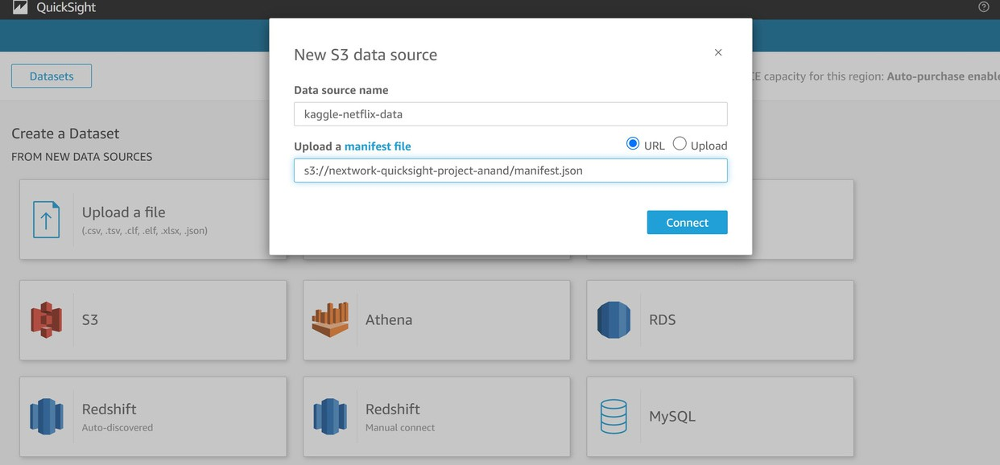 QuickSight
New S3 data source
Data source name
kaggle-netflix-data
Upload a manifest file
URL
Upload
s3://nextwork-quicksight-project-anand/manifest.json
Connect
Datasets
capacity for this region: Auto-purchase
Create a Dataset
FROM NEW DATA SOURCES
Upload a file
(.csv, .tsv, .clf, .elf, .xlsx, .json)
S3
Athena
RDS
Redshift
Auto-discovered
Redshift
Manual connect
MySQL